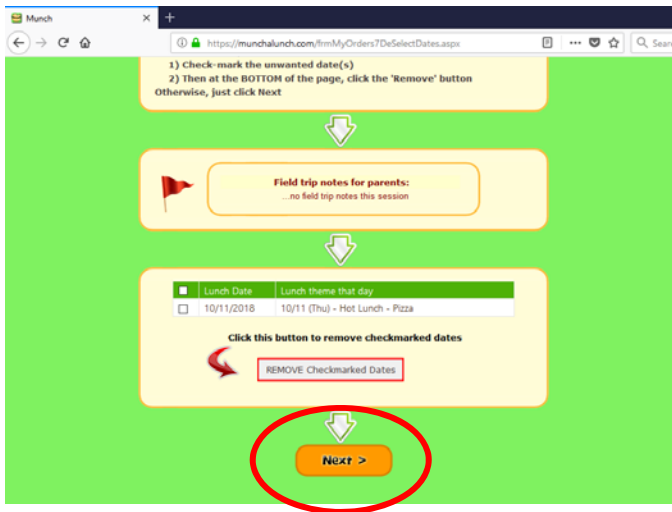 Munch
https://munchalunch.com/frmMyOrders7DeSelectDates.aspx
Sear
1) Check-mark the unwanted date(s)
2) Then at the BOTTOM of the page, click the 'Remove' button
Otherwise, just click Next
Field trip notes for parents:
...no field trip notes this session
Lunch Date Lunch theme that day
10/11/2018 10/11 (Thu) - Hot Lunch - Pizza
Click this button to remove checkmarked dates
REMOVE Checkmarked Dates
Next >